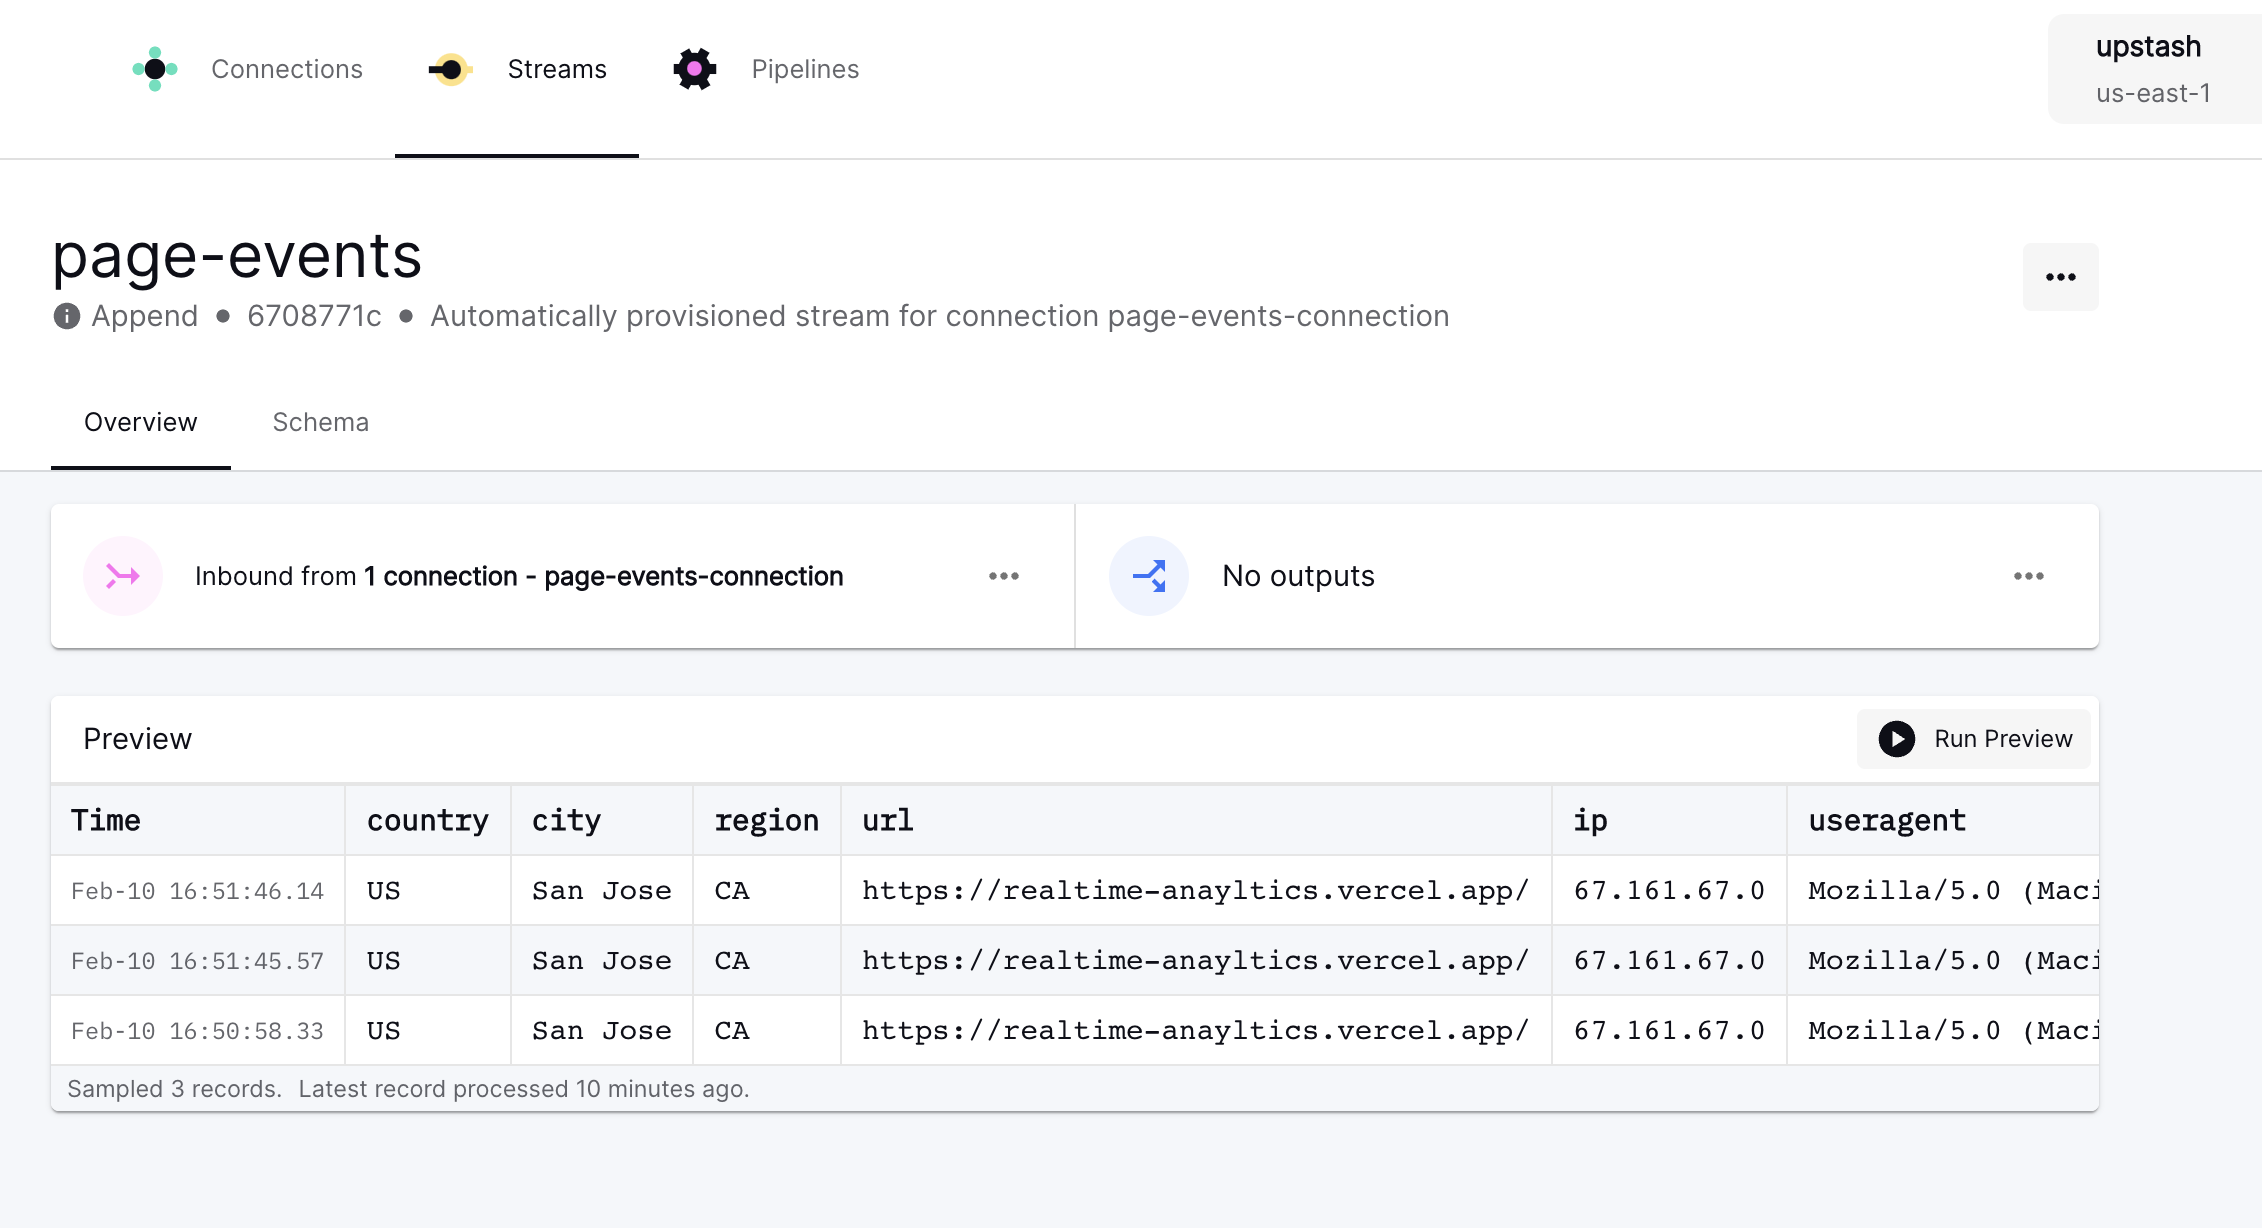 Connections Streams Pipelines
upstash
us-east-1
page-events
Append • 6708771c • Automatically provisioned stream for connection page-events-connection
Overview Schema
Inbound from 1 connection - page-events-connection
No outputs
Preview Run Preview
Time country city region url ip useragent
Feb-10 16:51:46.14 US San Jose CA https://realtime-anayltics.vercel.app/ 67.161.67.0 Mozilla/5.0 (Maci
Feb-10 16:51:45.57 US San Jose CA https://realtime-anayltics.vercel.app/ 67.161.67.0 Mozilla/5.0 (Maci
Feb-10 16:50:58.33 US San Jose CA https://realtime-anayltics.vercel.app/ 67.161.67.0 Mozilla/5.0 (Maci
Sampled 3 records. Latest record processed 10 minutes ago.